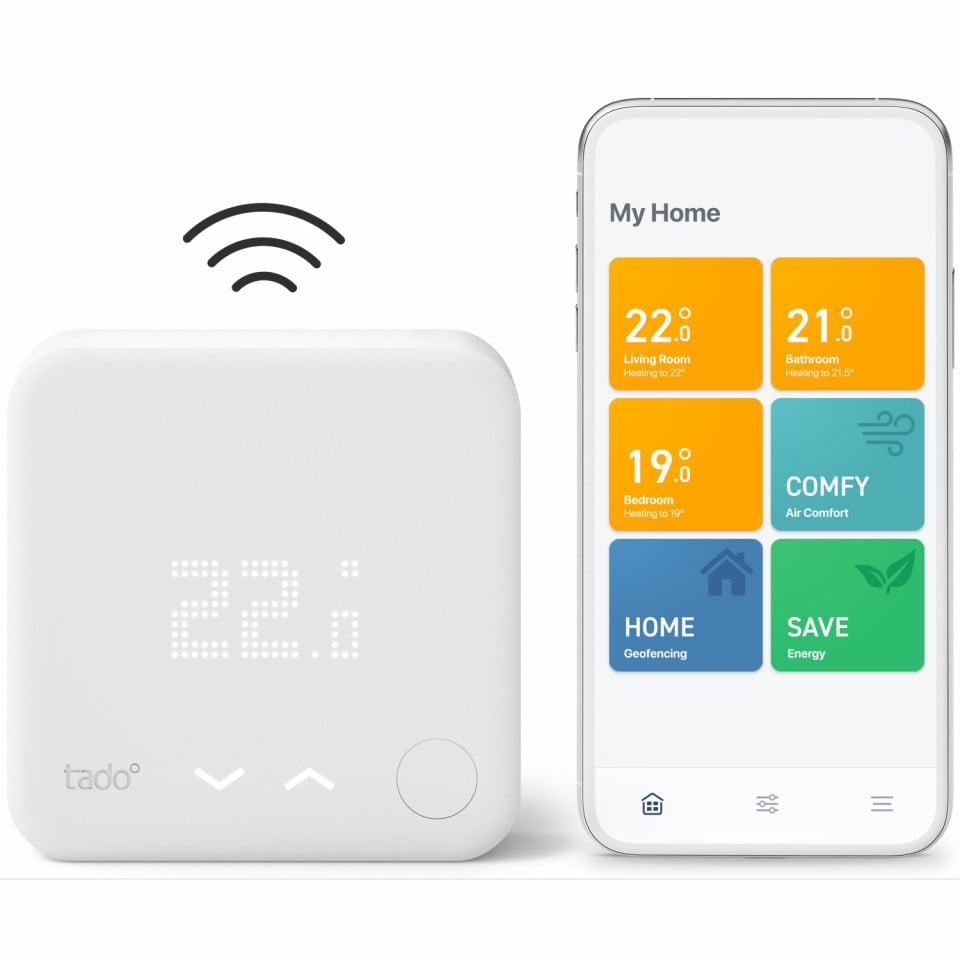 22.0°
tado°
My Home
22.0°
Living Room
Heating to 22°
21.0°
Bathroom
Heating to 21.5°
19.0°
Bedroom
Heating to 19°
COMFY
Air Comfort
HOME
Geofencing
SAVE
Energy